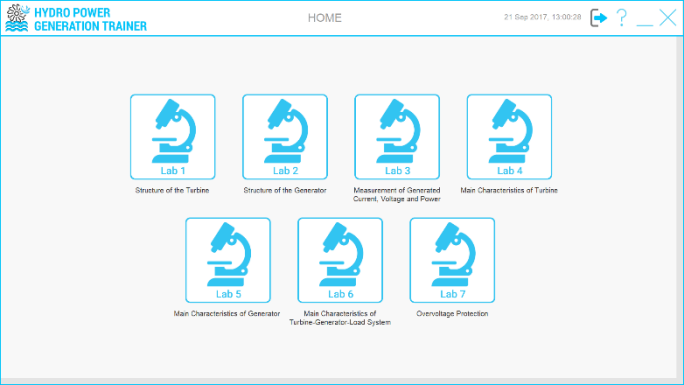 HYDRO POWER
GENERATION TRAINER
HOME
21 Sep 2017, 13:00:28
?
Lab 1
Lab 2
Lab 3
Lab 4
Structure of the Turbine
Structure of the Generator
Measurement of Generated
Current, Voltage and Power
Main Characteristics of Turbine
Lab 5
Lab 6
Lab 7
Main Characteristics of Generator
Main Characteristics of
Turbine-Generator-Load System
Overvoltage Protection